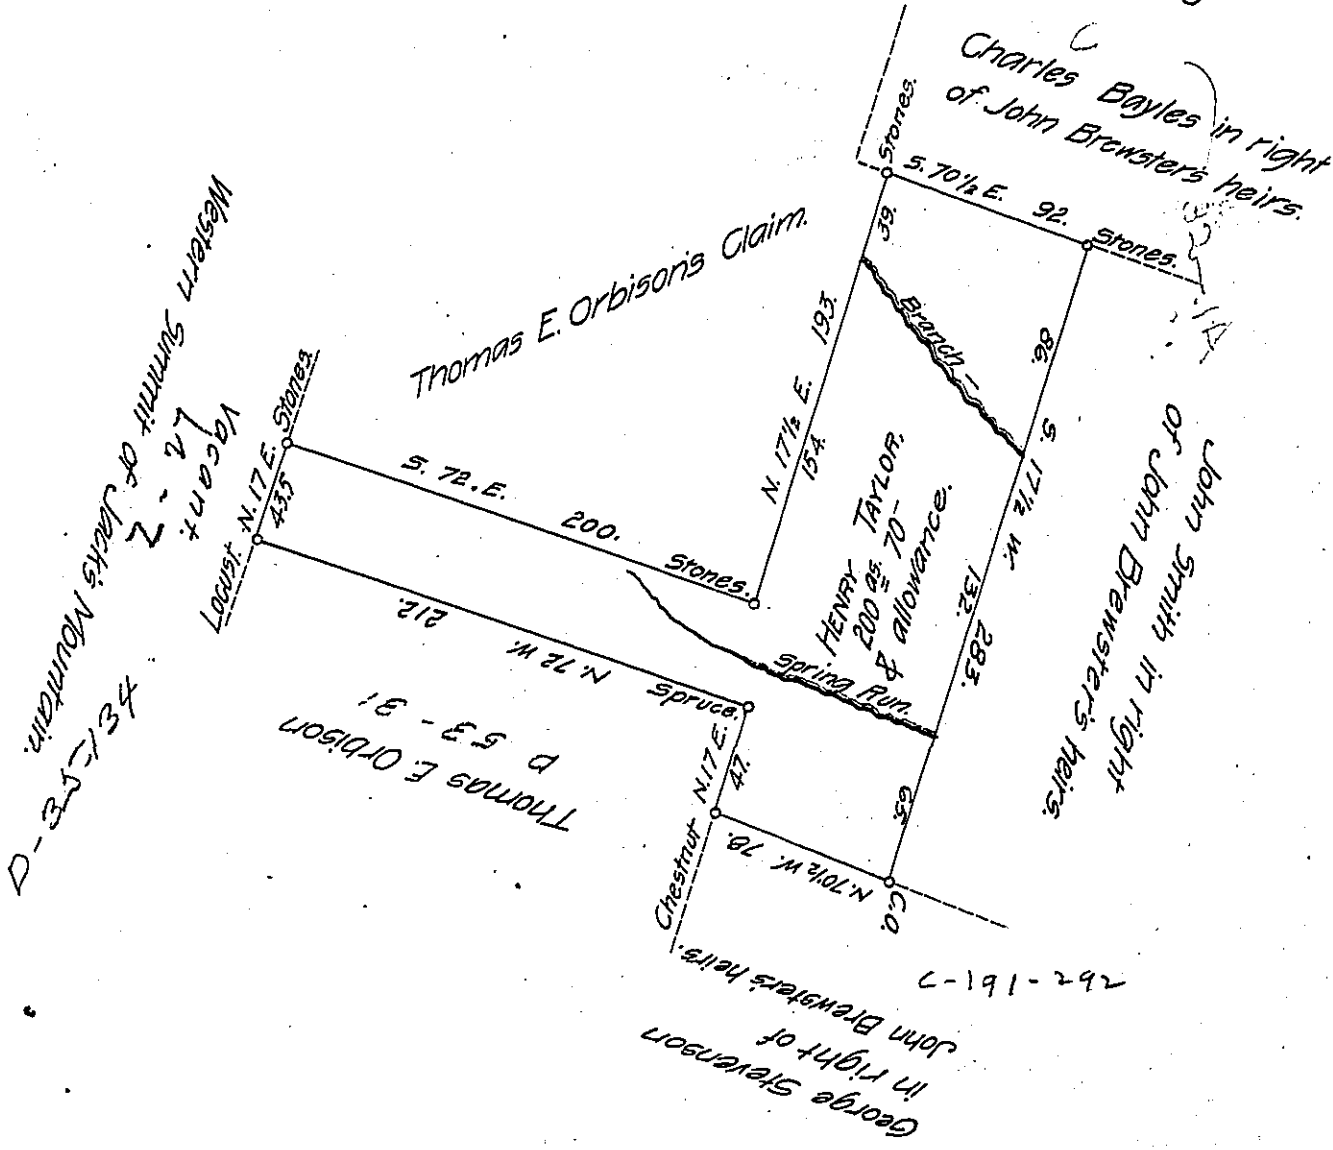 Charles Bayles in right
of John Brewster's heirs.
Stones.
S. 70½ E. 92.
Stones.
39.
193.
N. 17½ E.
154.
Branch
86.
S. 17½ W.
132. 283.
65.
John Smith in right
of John Brewster's heirs.
Thomas E. Orbison's Claim.
Western Summit of Jack's Mountain.
Vacant.
Stones.
N. 17 E.
43.5
Locust.
S. 72. E.
200.
Stones.
HENRY TAYLOR,
200 as. 70
& allowance.
Spring Run.
212.
N. 72 W.
Spruce.
N. 17 E.
47.
Chestnut
N. 70½ W. 78.
C.O.
Thomas E. Orbison
D 53 - 31
D-35-134
C-191-292
George Stevenson
in right of
John Brewster's heirs.